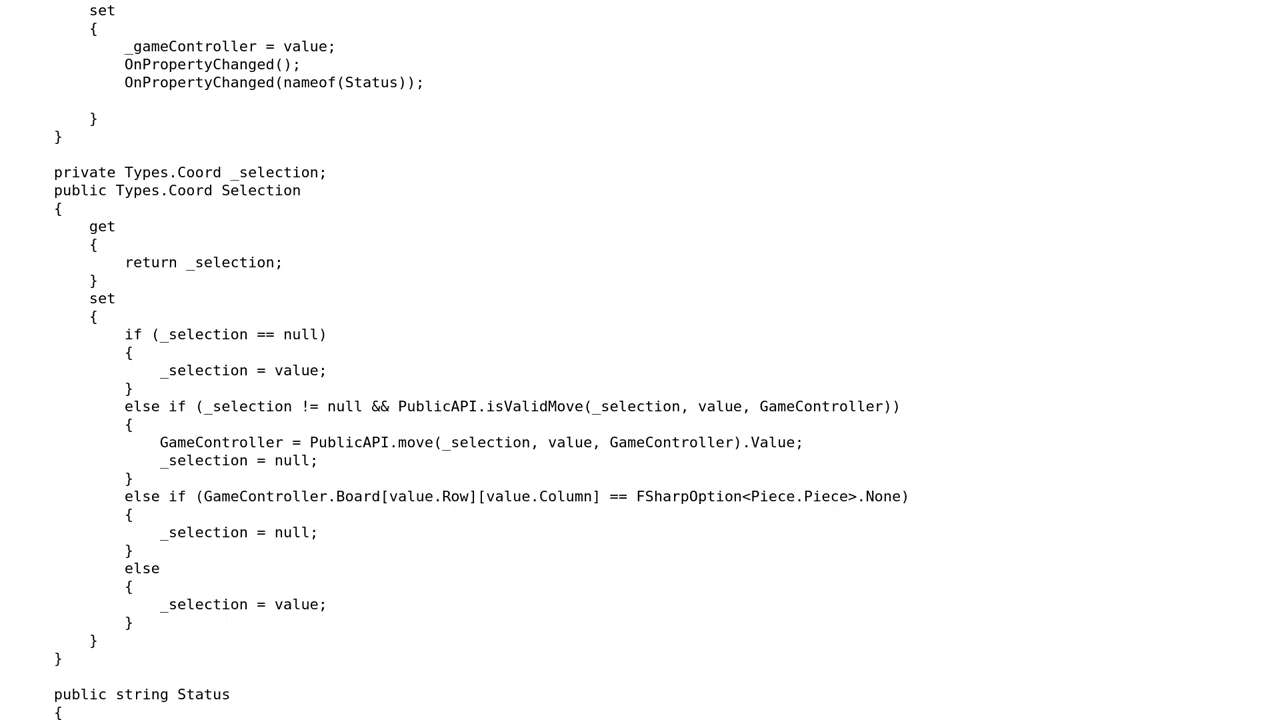 set
{
_gameController = value;
OnPropertyChanged();
OnPropertyChanged(nameof(Status));
}
}
private Types.Coord _selection;
public Types.Coord Selection
{
get
{
return _selection;
}
set
{
if (_selection == null)
{
_selection = value;
}
else if (_selection != null && PublicAPI.isValidMove(_selection, value, GameController))
{
GameController = PublicAPI.move(_selection, value, GameController).Value;
_selection = null;
}
else if (GameController.Board[value.Row][value.Column] == FSharpOption<Piece.Piece>.None)
{
_selection = null;
}
else
{
_selection = value;
}
}
}
public string Status
{